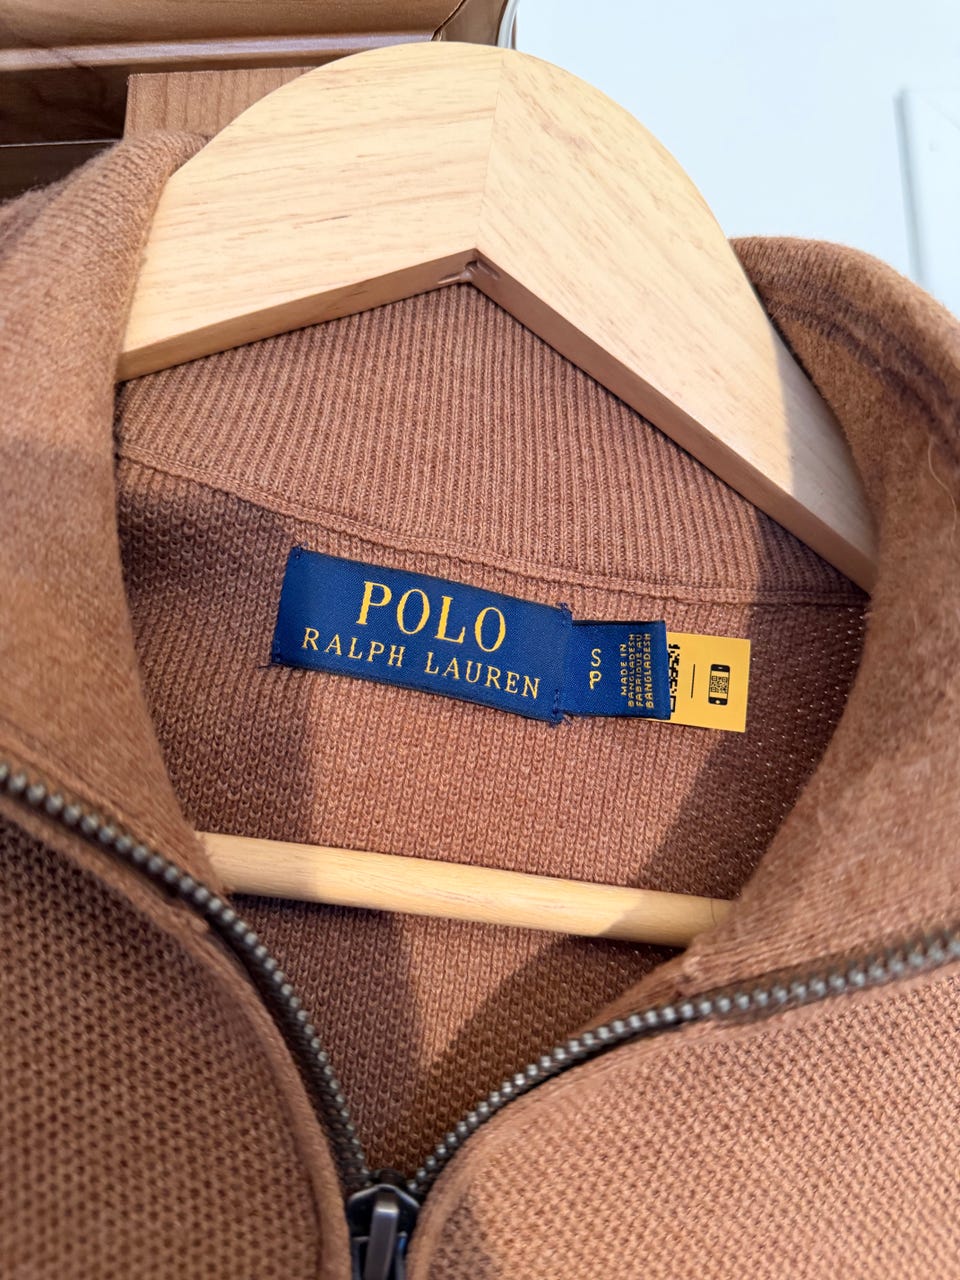 POLO
RALPH LAUREN
S
P
MADE IN
BANGLADESH
FABRIQUÉ AU
BANGLADESH